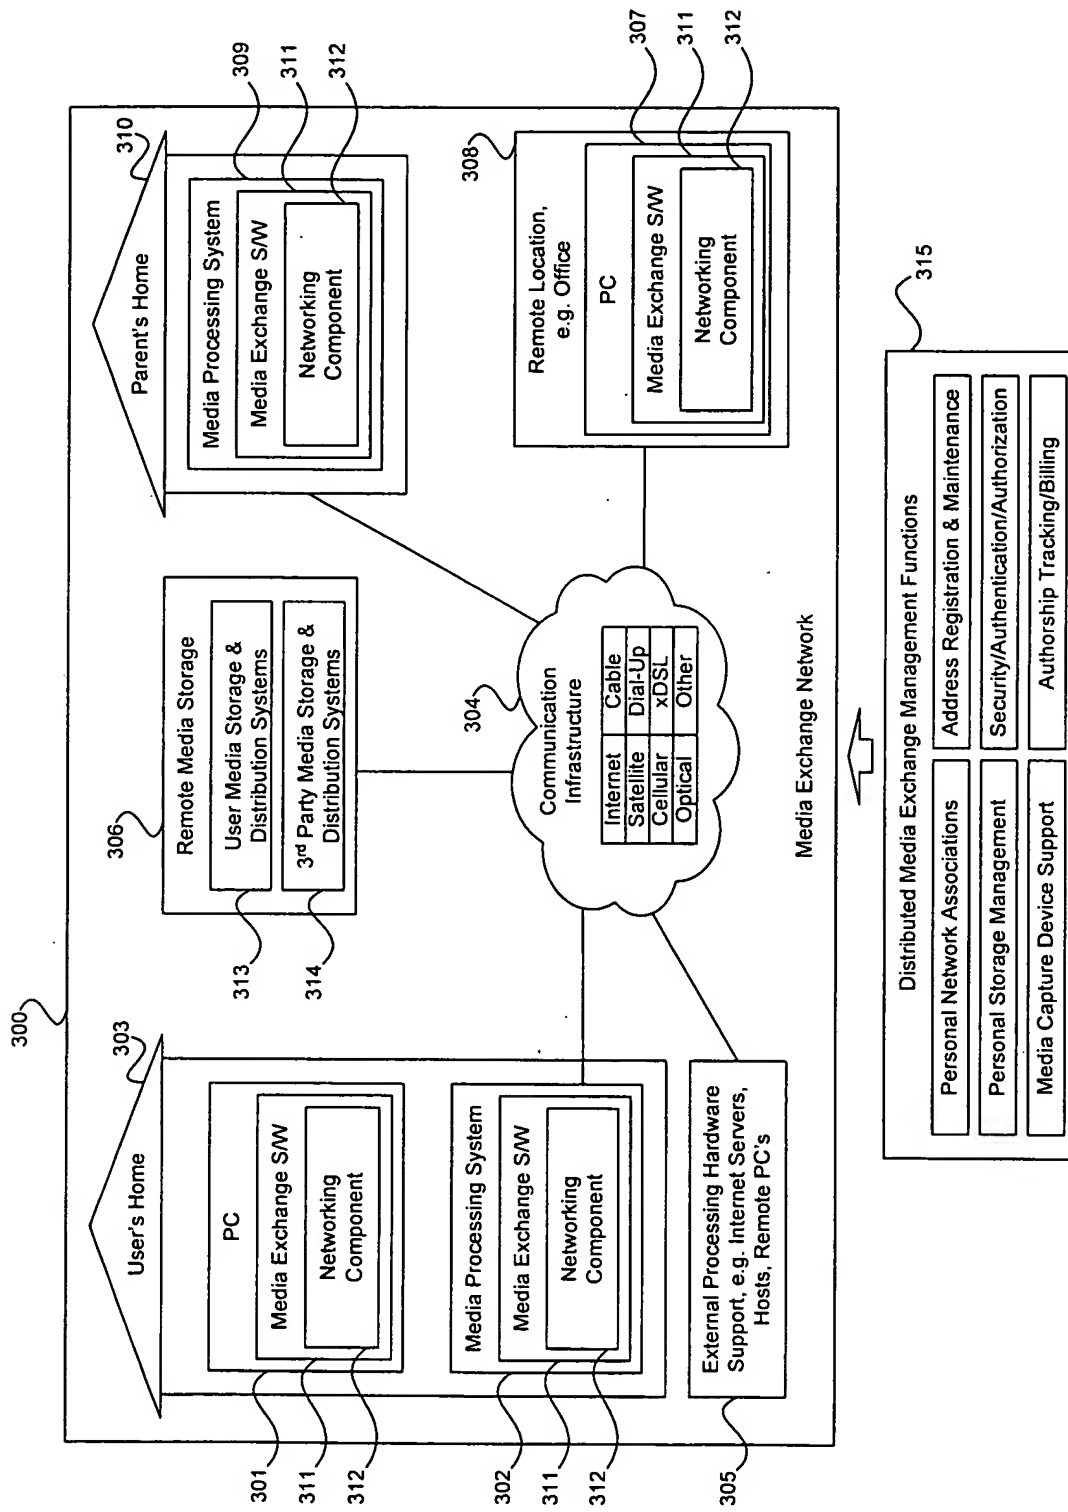 300
303
User's Home
PC
Media Exchange S/W
Networking
Component
301
311
312
Media Processing System
Media Exchange S/W
Networking
Component
302
311
312
External Processing Hardware
Support, e.g. Internet Servers,
Hosts, Remote PC's
305
306
Remote Media Storage
User Media Storage &
Distribution Systems
3rd Party Media Storage &
Distribution Systems
313
314
304
Communication
Infrastructure
Internet Cable
Satellite Dial-Up
Cellular xDSL
Optical Other
310
Parent's Home
Media Processing System
Media Exchange S/W
Networking
Component
309
311
312
308
Remote Location,
e.g. Office
PC
Media Exchange S/W
Networking
Component
307
311
312
Media Exchange Network
315
Distributed Media Exchange Management Functions
Personal Network Associations
Address Registration & Maintenance
Personal Storage Management
Security/Authentication/Authorization
Media Capture Device Support
Authorship Tracking/Billing